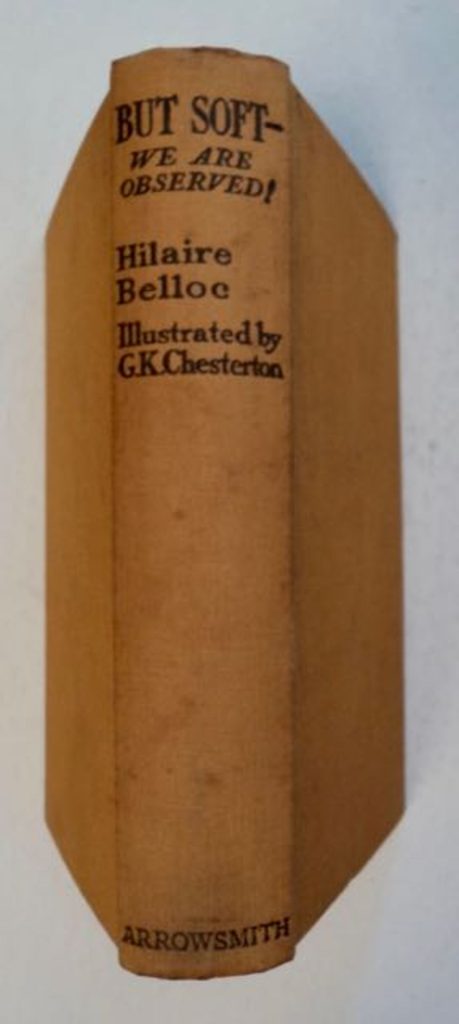 BUT SOFT-
WE ARE
OBSERVED!
Hilaire
Belloc
Illustrated by
G.K.Chesterton
ARROWSMITH